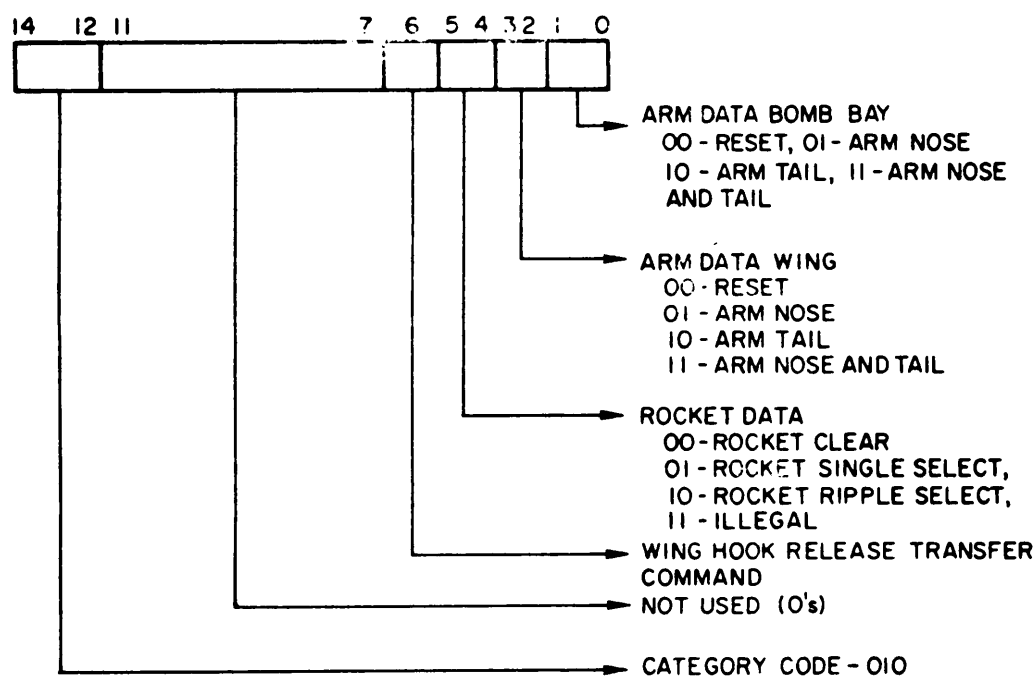 14 12 11 7 6 5 4 3 2 1 0
ARM DATA BOMB BAY
00 - RESET, 01 - ARM NOSE
10 - ARM TAIL, 11 - ARM NOSE
AND TAIL
ARM DATA WING
00 - RESET
01 - ARM NOSE
10 - ARM TAIL
11 - ARM NOSE AND TAIL
ROCKET DATA
00 - ROCKET CLEAR
01 - ROCKET SINGLE SELECT,
10 - ROCKET RIPPLE SELECT,
11 - ILLEGAL
WING HOOK RELEASE TRANSFER
COMMAND
NOT USED (0's)
CATEGORY CODE - 010